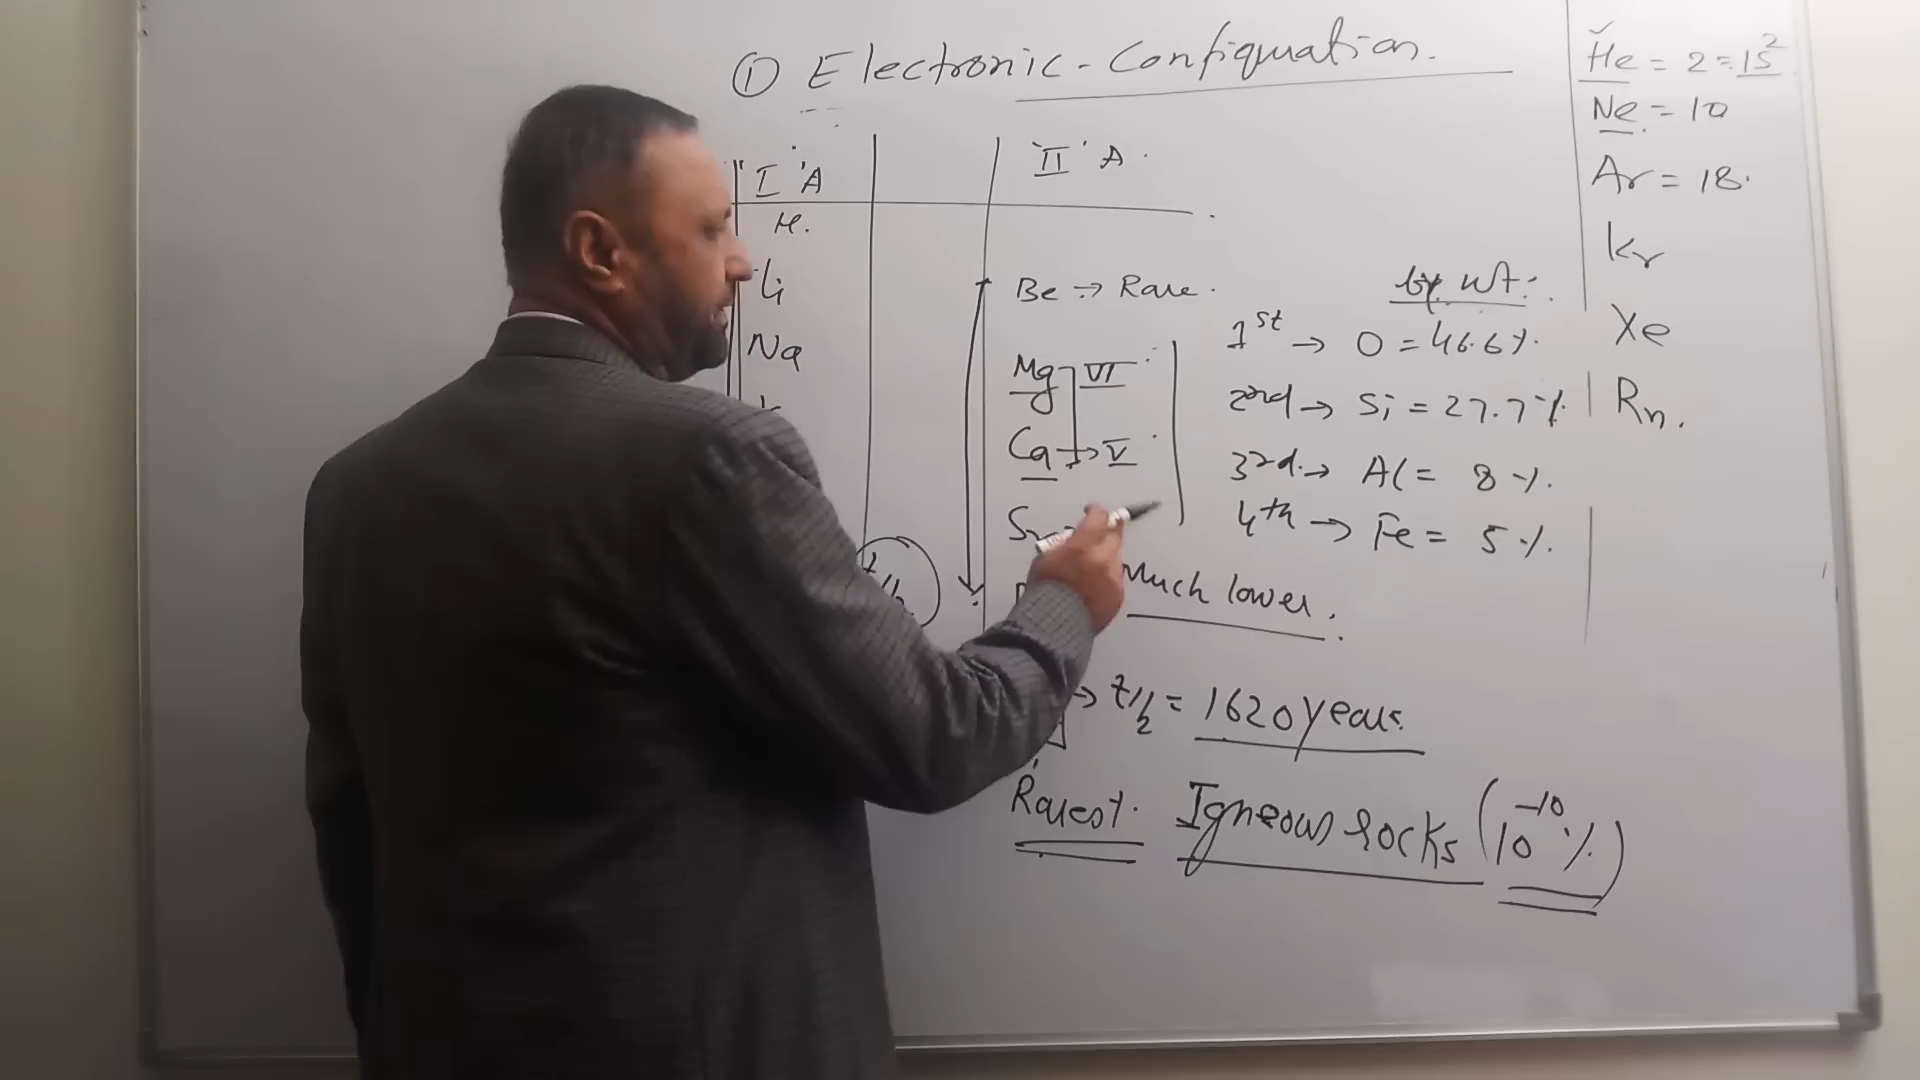 ① Electronic-Configuration.
I A
H.
Li
Na
II A.
Be → Rare.
Mg VI
Ca → V
Sr
Much lower.
→ t1/2 = 1620 years.
Rarest. Igneous rocks (10⁻¹⁰%)
by wt.
1st → O = 46.6%.
2nd → Si = 27.7%
3rd. → Al = 8%.
4th → Fe = 5%.
He = 2 = 1s²
Ne = 10
Ar = 18.
Kr
Xe
Rn.